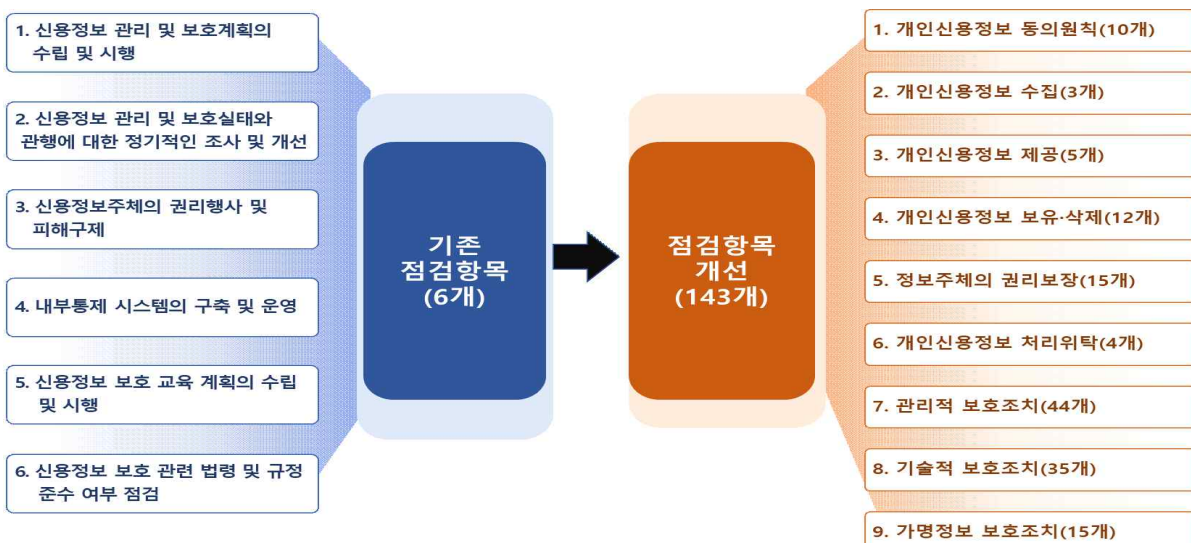 1. 신용정보 관리 및 보호계획의
수립 및 시행
2. 신용정보 관리 및 보호실태와
관행에 대한 정기적인 조사 및 개선
3. 신용정보주체의 권리행사 및
피해구제
4. 내부통제 시스템의 구축 및 운영
5. 신용정보 보호 교육 계획의 수립
및 시행
6. 신용정보 보호 관련 법령 및 규정
준수 여부 점검
기존
점검항목
(6개)
점검항목
개선
(143개)
1. 개인신용정보 동의원칙(10개)
2. 개인신용정보 수집(3개)
3. 개인신용정보 제공(5개)
4. 개인신용정보 보유·삭제(12개)
5. 정보주체의 권리보장(15개)
6. 개인신용정보 처리위탁(4개)
7. 관리적 보호조치(44개)
8. 기술적 보호조치(35개)
9. 가명정보 보호조치(15개)